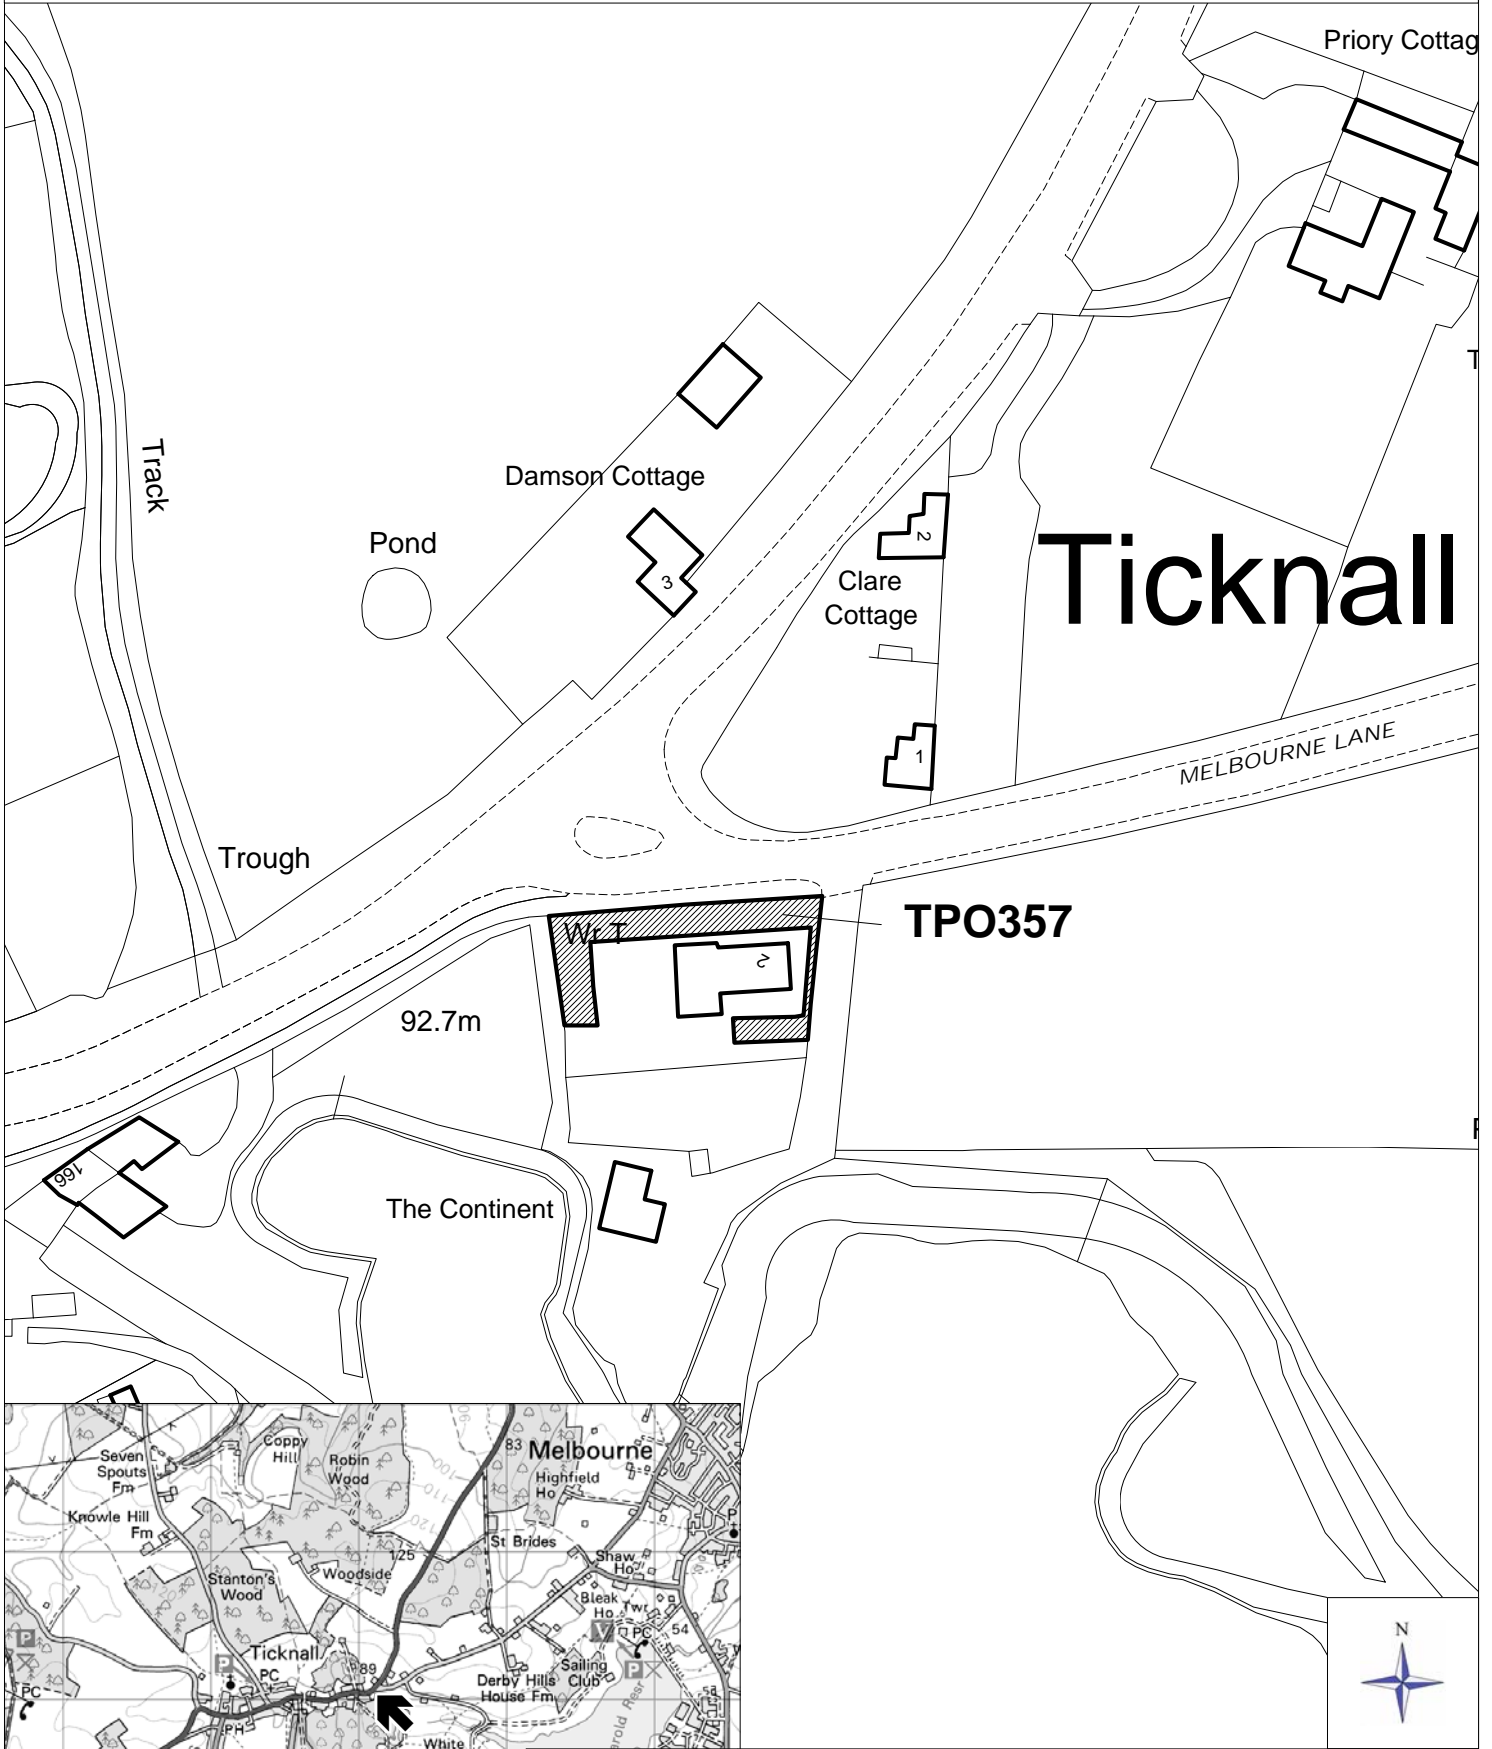 Priory Cottag
T
Track
Damson Cottage
Pond
3
2
Clare
Cottage
Ticknall
1
MELBOURNE LANE
Trough
TPO357
Wr T
2
92.7m
166
The Continent
83
Melbourne
Coppy
Hill
Robin
Wood
Seven
Spouts
Fm
Highfield
Ho
100
110
120
Knowle Hill
Fm
P
St Brides
125
Shaw
Ho
Woodside
Stanton's
Wood
Bleak
Ho
Twr
PC
54
V
P
Ticknall
PC
P
89
Derby Hills
House Fm
Sailing
Club
P
PC
PH
White
N